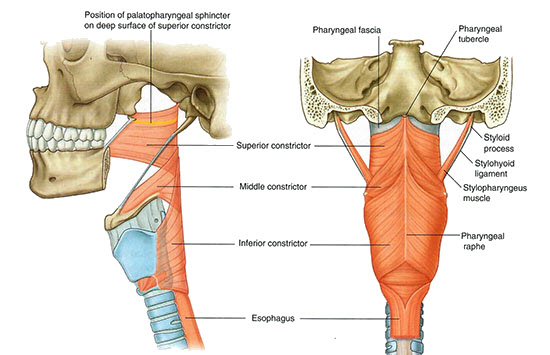 Position of palatopharyngeal sphincter
on deep surface of superior constrictor
Pharyngeal fascia
Pharyngeal
tubercle
Superior constrictor
Middle constrictor
Inferior constrictor
Esophagus
Styloid
process
Stylohyoid
ligament
Stylopharyngeus
muscle
Pharyngeal
raphe